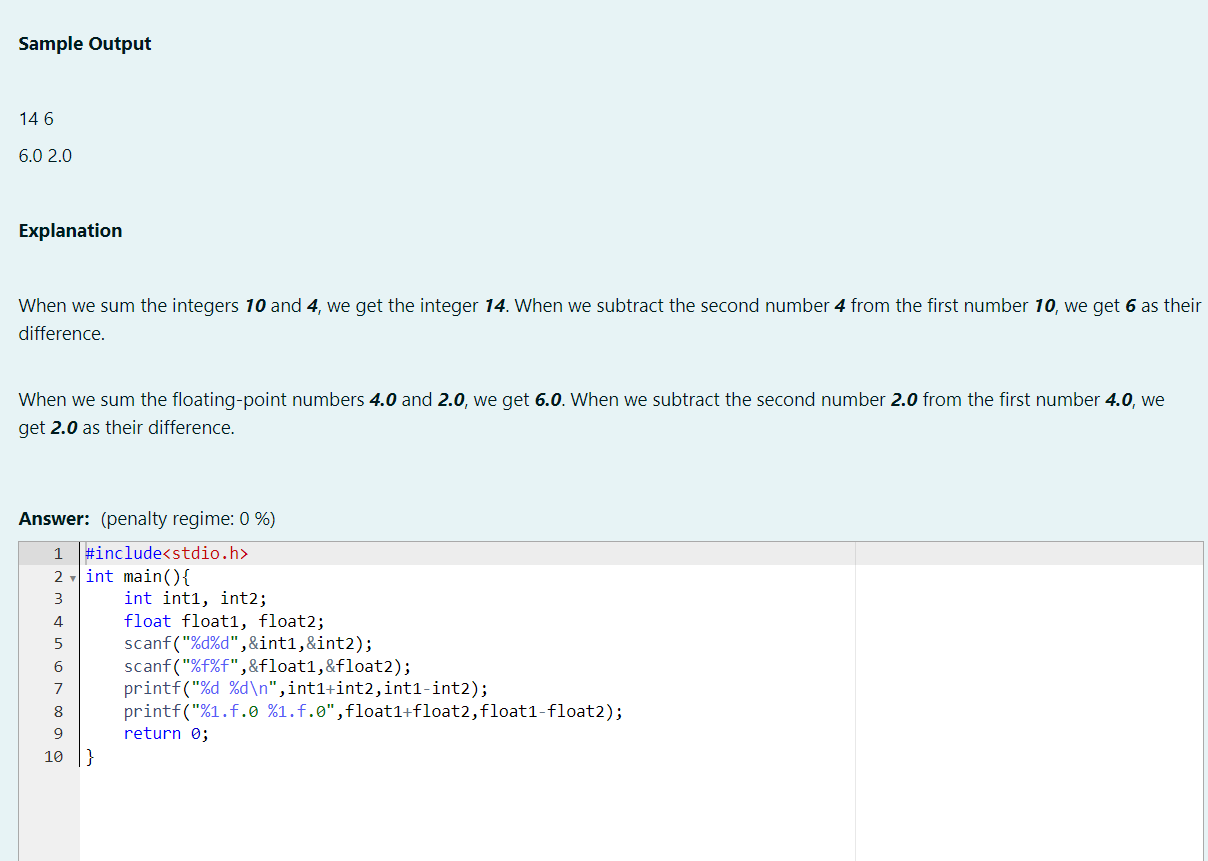 Sample Output
14 6
6.0 2.0
Explanation
When we sum the integers 10 and 4, we get the integer 14. When we subtract the second number 4 from the first number 10, we get 6 as their
difference.
When we sum the floating-point numbers 4.0 and 2.0, we get 6.0. When we subtract the second number 2.0 from the first number 4.0, we
get 2.0 as their difference.
Answer: (penalty regime: 0 %)
1 #include<stdio.h>
2 int main(){
3     int int1, int2;
4     float float1, float2;
5     scanf("%d%d",&int1,&int2);
6     scanf("%f%f",&float1,&float2);
7     printf("%d %d\n",int1+int2,int1-int2);
8     printf("%1.f.0 %1.f.0",float1+float2,float1-float2);
9     return 0;
10 }